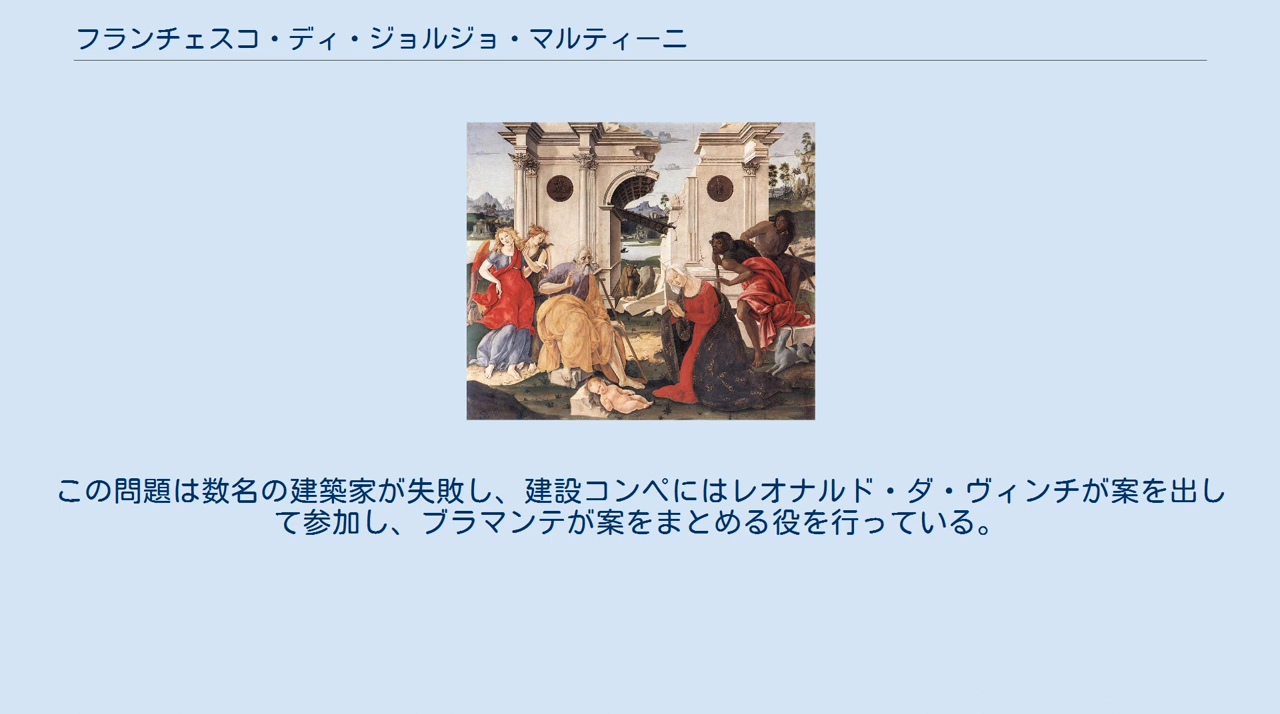 フランチェスコ・ディ・ジョルジョ・マルティーニ
この問題は数名の建築家が失敗し、建設コンペにはレオナルド・ダ・ヴィンチが案を出し
て参加し、ブラマンテが案をまとめる役を行っている。